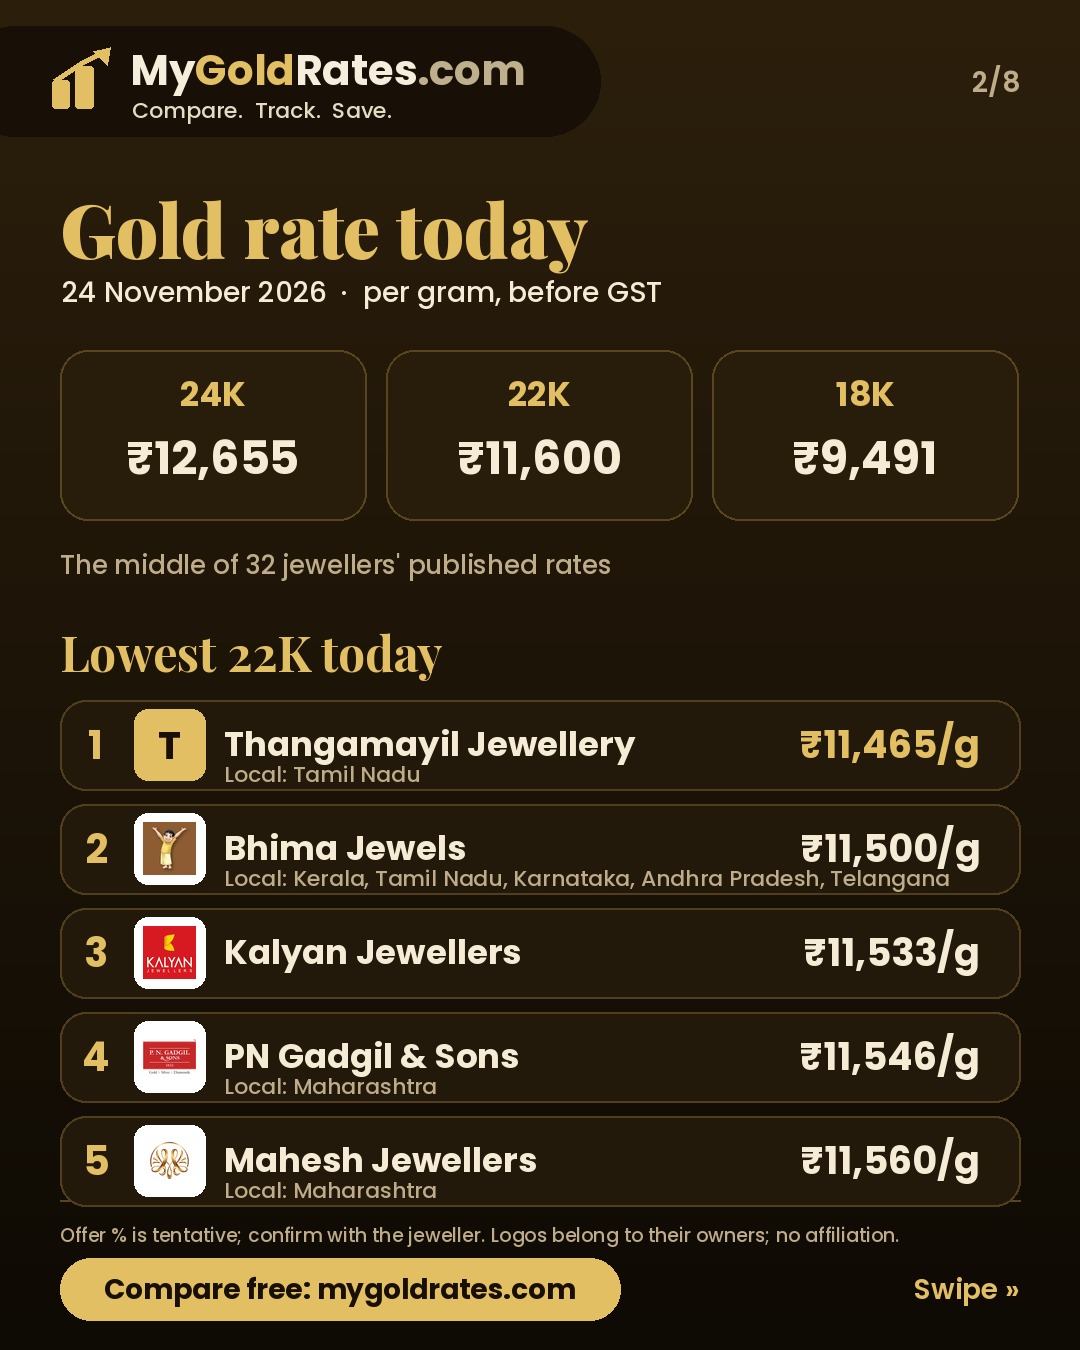 MyGoldRates.com
Compare. Track. Save.
2/8
Gold rate today
24 November 2026 · per gram, before GST
24K
₹12,655
22K
₹11,600
18K
₹9,491
The middle of 32 jewellers' published rates
Lowest 22K today
1 T Thangamayil Jewellery ₹11,465/g
Local: Tamil Nadu
2 Bhima Jewels ₹11,500/g
Local: Kerala, Tamil Nadu, Karnataka, Andhra Pradesh, Telangana
3 KALYAN JEWELLERS Kalyan Jewellers ₹11,533/g
4 P. N. GADGIL & SONS PN Gadgil & Sons ₹11,546/g
Local: Maharashtra
5 Mahesh Jewellers ₹11,560/g
Local: Maharashtra
Offer % is tentative; confirm with the jeweller. Logos belong to their owners; no affiliation.
Compare free: mygoldrates.com
Swipe »